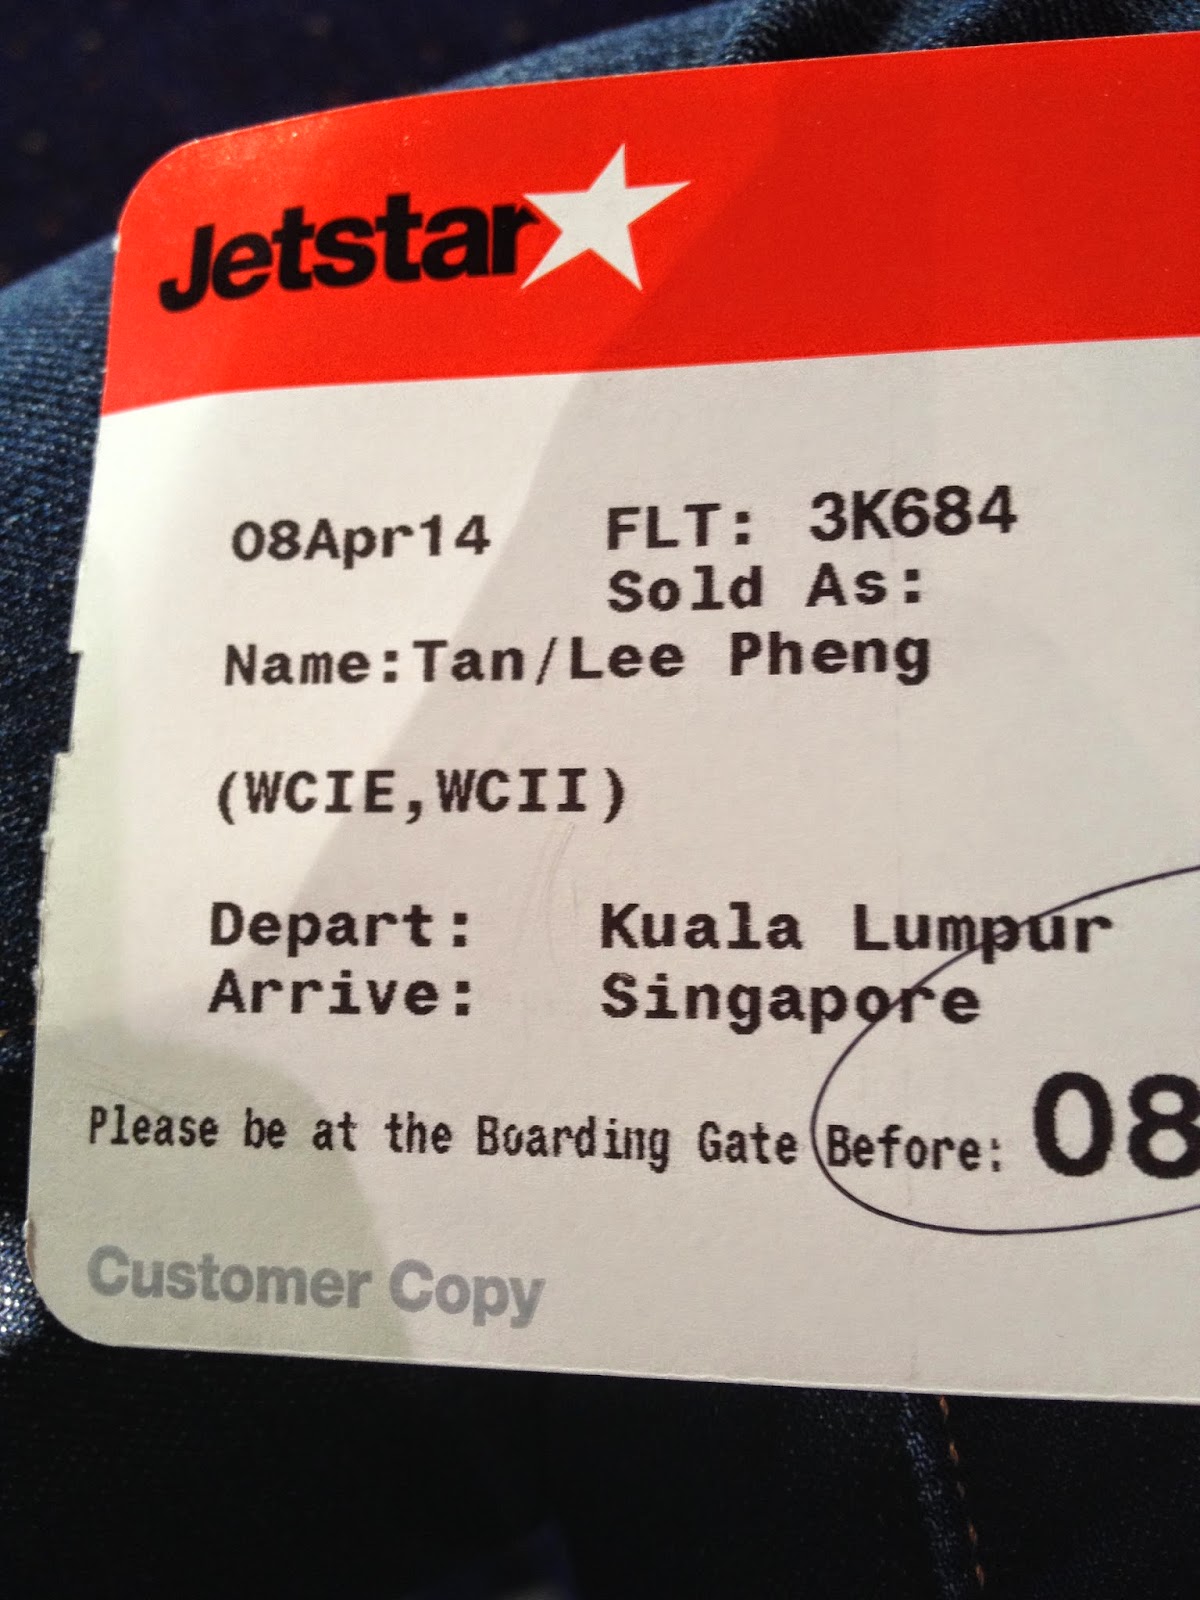 Jetstar
08Apr14 FLT: 3K684
Sold As:
Name:Tan/Lee Pheng
(WCIE,WCII)
Depart: Kuala Lumpur
Arrive: Singapore
Please be at the Boarding Gate Before: 08
Customer Copy